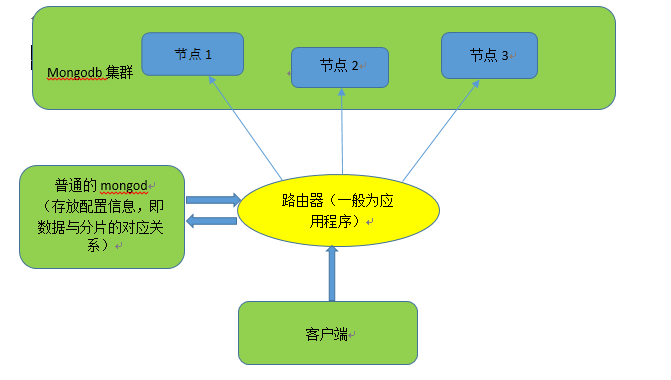 节点 1
节点 2
节点 3
Mongodb 集群
普通的 mongod
（存放配置信息，即
数据与分片的对应关
系）
路由器（一般为应
用程序）
客户端